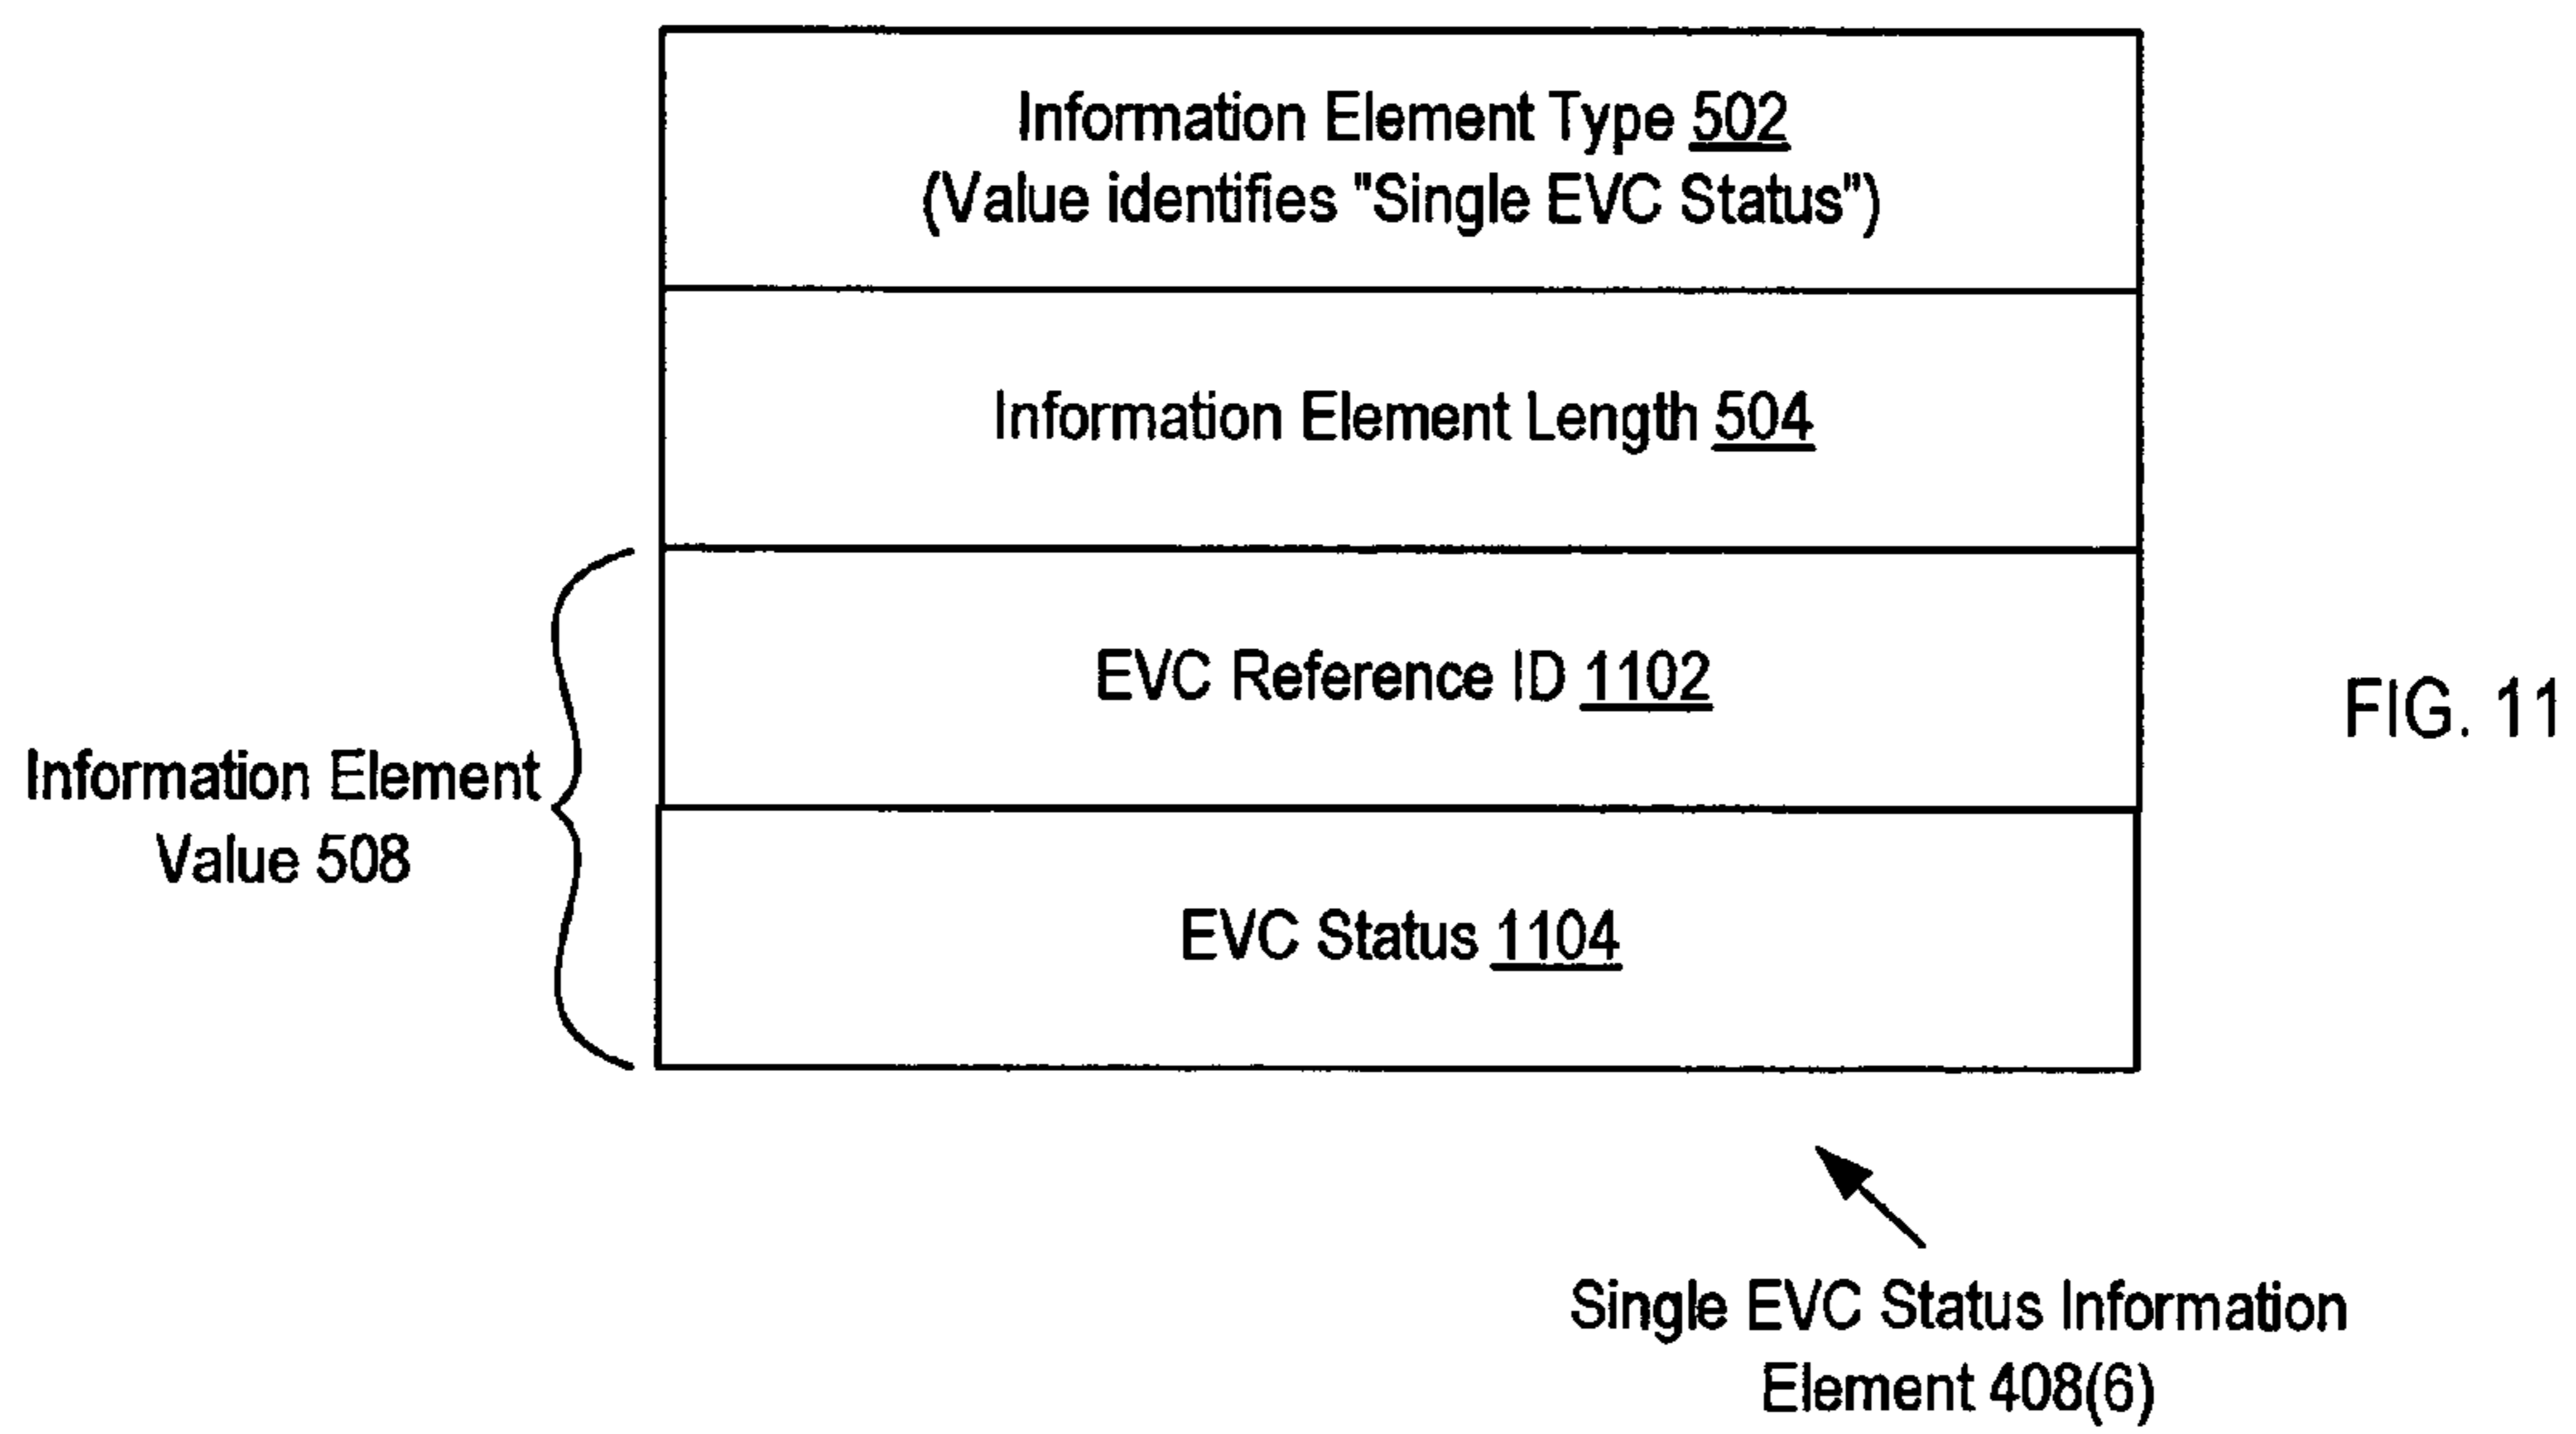 Information Element Type 502
(Value identifies "Single EVC Status")
Information Element Length 504
EVC Reference ID 1102
Information Element
Value 508
EVC Status 1104
FIG. 11
Single EVC Status Information
Element 408(6)